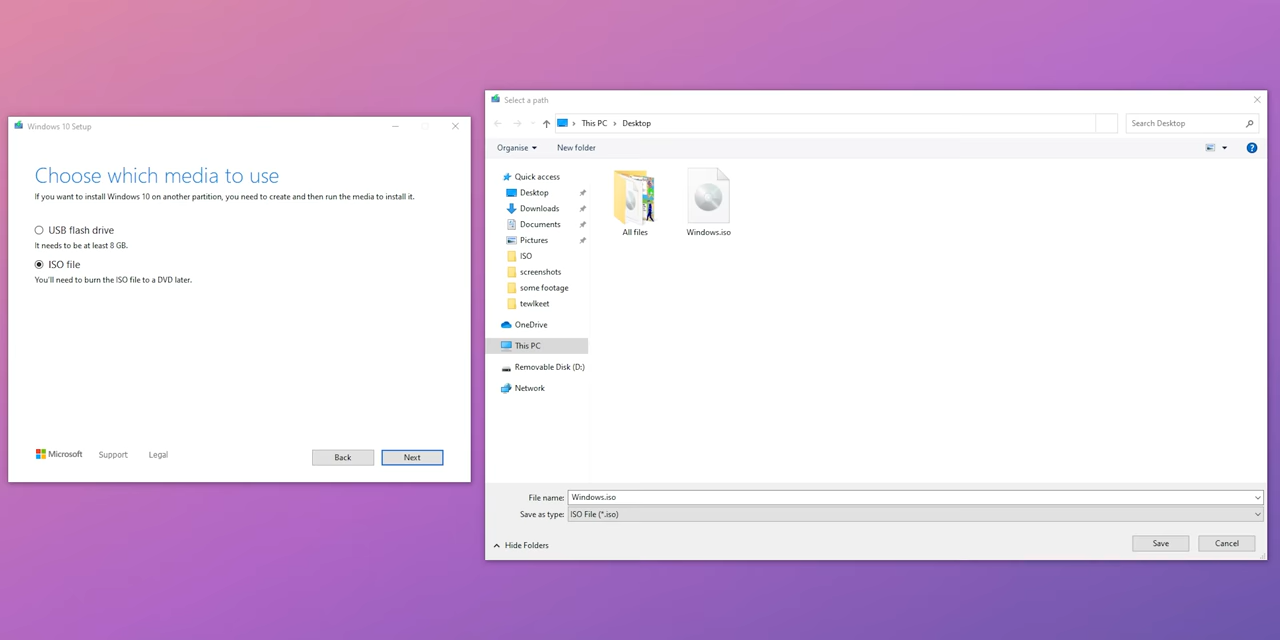 Windows 10 Setup
Choose which media to use
If you want to install Windows 10 on another partition, you need to create and then run the media to install it.
USB flash drive
It needs to be at least 8 GB.
ISO file
You'll need to burn the ISO file to a DVD later.
Microsoft Support Legal
Back Next
Select a path
This PC › Desktop
Search Desktop
Organise New folder
Quick access
Desktop
Downloads
Documents
Pictures
ISO
screenshots
some footage
tewlkeet
OneDrive
This PC
Removable Disk (D:)
Network
All files
Windows.iso
File name: Windows.iso
Save as type: ISO File (*.iso)
Hide Folders
Save Cancel